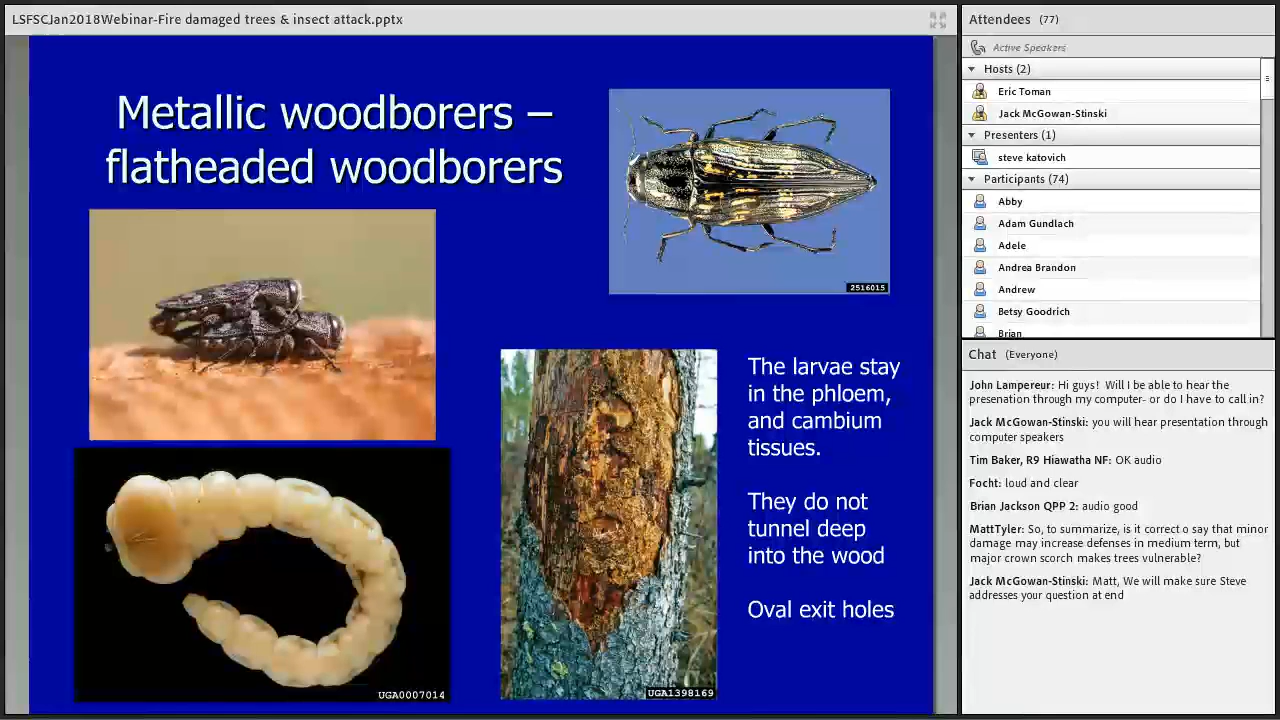 LSFSCJan2018Webinar-Fire damaged trees & insect attack.pptx
Metallic woodborers –
flatheaded woodborers
2516015
The larvae stay
in the phloem,
and cambium
tissues.
They do not
tunnel deep
into the wood
Oval exit holes
UGA0007014
UGA1398169
Attendees (77)
Active Speakers
Hosts (2)
Eric Toman
Jack McGowan-Stinski
Presenters (1)
steve katovich
Participants (74)
Abby
Adam Gundlach
Adele
Andrea Brandon
Andrew
Betsy Goodrich
Brian
Chat (Everyone)
John Lampereur: Hi guys! Will I be able to hear the
presenation through my computer- or do I have to call in?
Jack McGowan-Stinski: you will hear presentation through
computer speakers
Tim Baker, R9 Hiawatha NF: OK audio
Focht: loud and clear
Brian Jackson QPP 2: audio good
MattTyler: So, to summarize, is it correct o say that minor
damage may increase defenses in medium term, but
major crown scorch makes trees vulnerable?
Jack McGowan-Stinski: Matt, We will make sure Steve
addresses your question at end